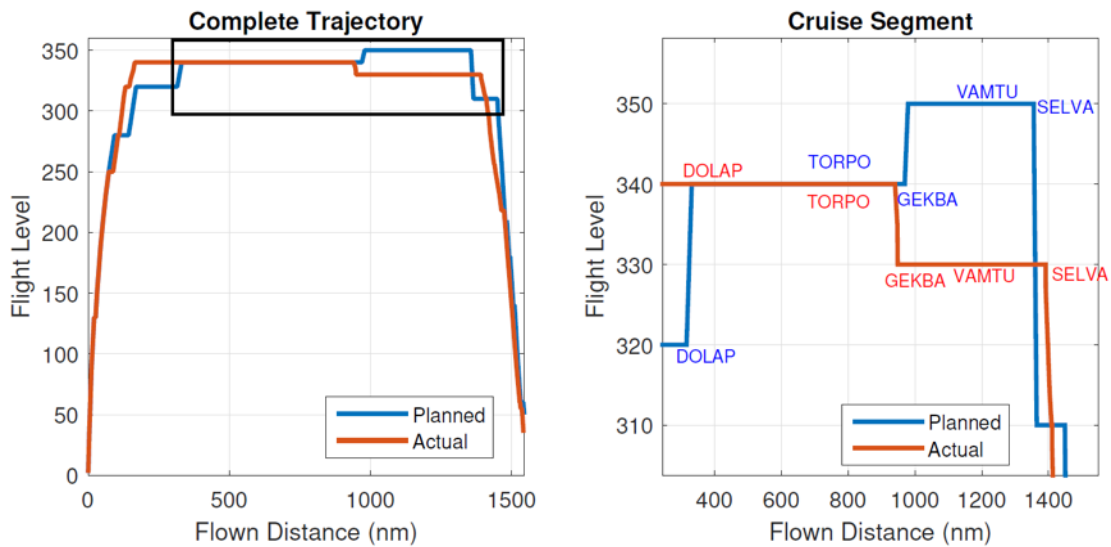 Complete Trajectory
350
300
250
200
150
100
50
0
0
500
1000
1500
Flight Level
Flown Distance (nm)
Planned
Actual
Cruise Segment
350
340
330
320
310
400
600
800
1000
1200
1400
Flight Level
Flown Distance (nm)
VAMTU
SELVA
TORPO
DOLAP
TORPO
GEKBA
GEKBA
VAMTU
SELVA
DOLAP
Planned
Actual